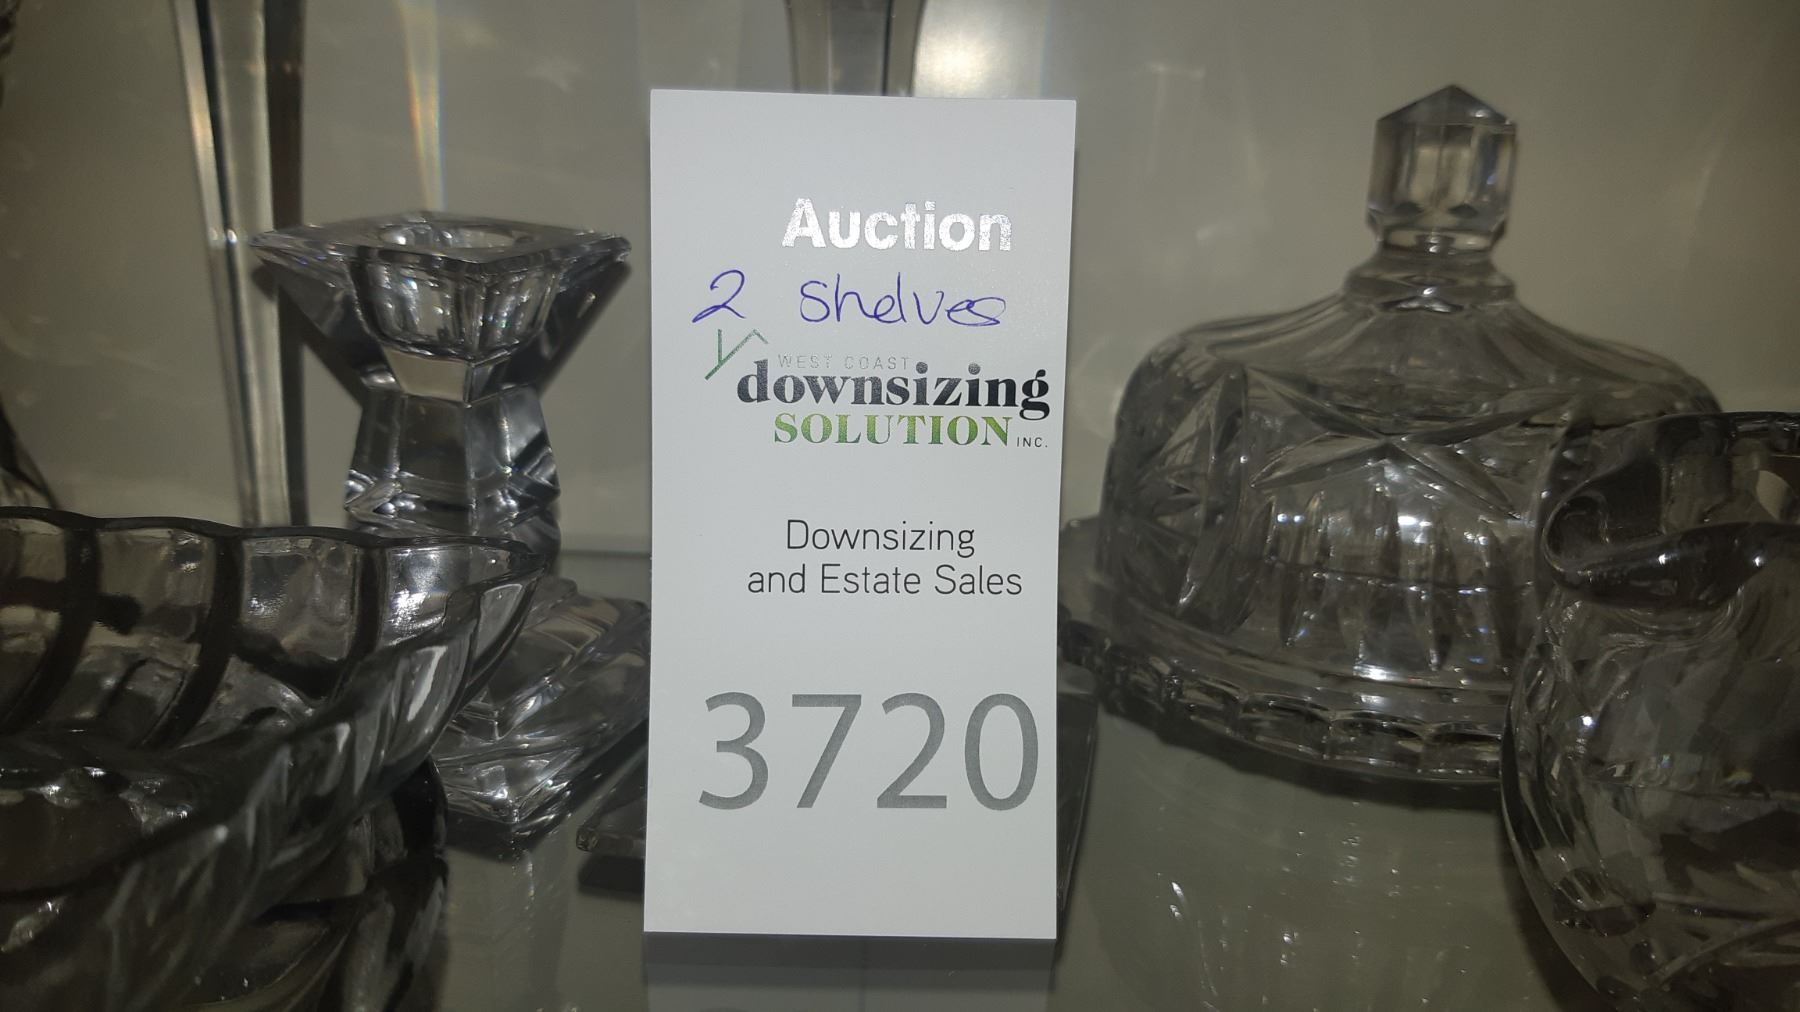 Auction
2 shelves
WEST COAST
downsizing
SOLUTION INC.
Downsizing
and Estate Sales
3720